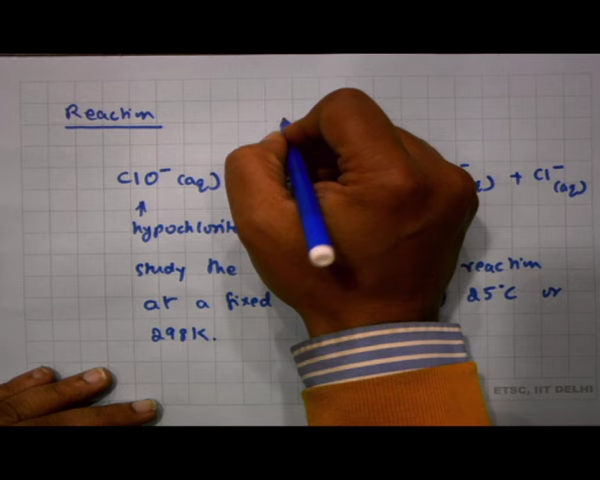 Reaction
ClO⁻ (aq) q) + Cl⁻ (aq)
↑
hypochlorite
study the reaction
at a fixed 25°C or
298K.
ETSC, IIT DELHI